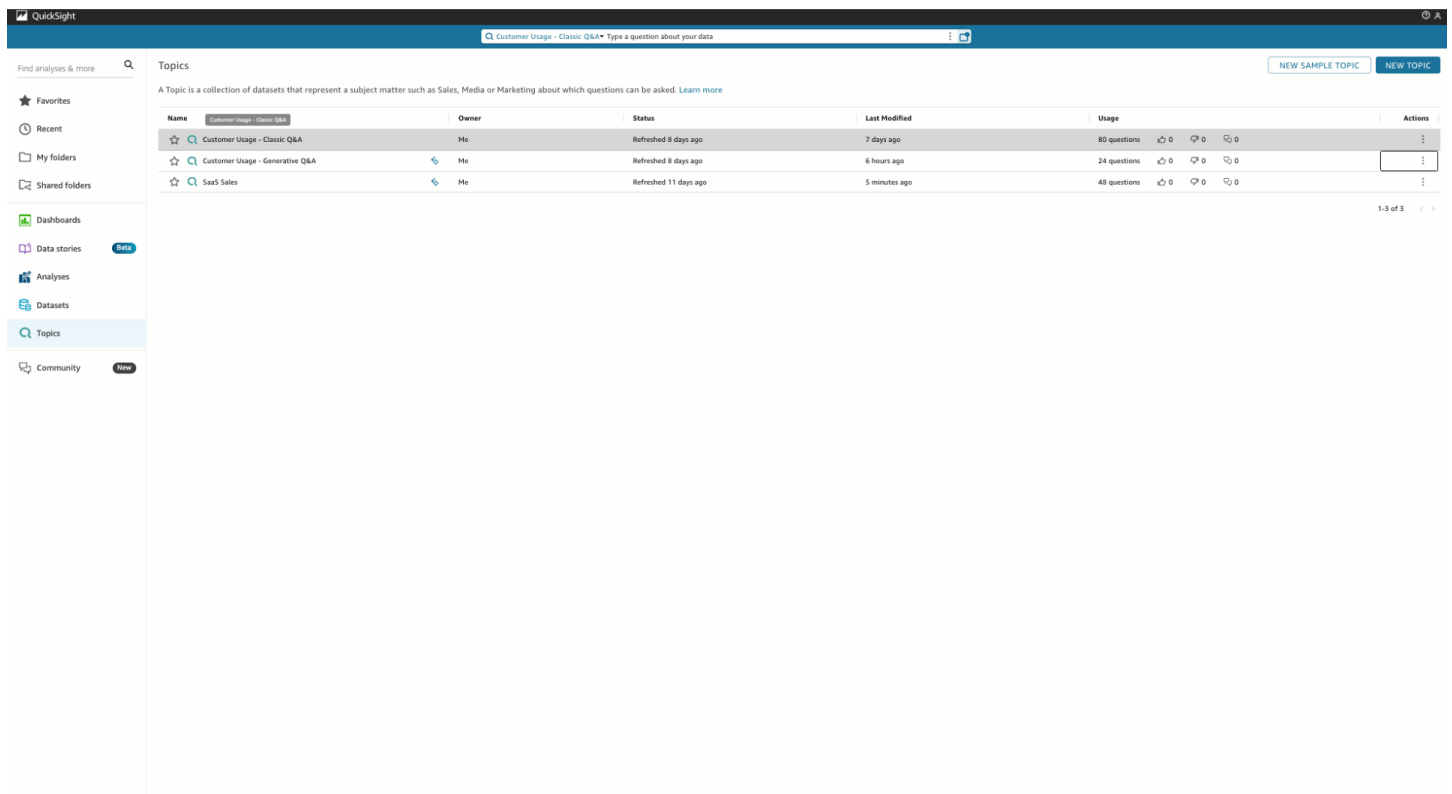 QuickSight
Customer Usage - Classic Q&A Type a question about your data
Find analyses & more
Favorites
Recent
My folders
Shared folders
Dashboards
Data stories Beta
Analyses
Datasets
Topics
Community New
Topics
NEW SAMPLE TOPIC NEW TOPIC
A Topic is a collection of datasets that represent a subject matter such as Sales, Media or Marketing about which questions can be asked. Learn more
Name Customer Usage - Classic Q&A Owner Status Last Modified Usage Actions
Customer Usage - Classic Q&A Me Refreshed 8 days ago 7 days ago 80 questions 0 0 0
Customer Usage - Generative Q&A Me Refreshed 8 days ago 6 hours ago 24 questions 0 0 0
SaaS Sales Me Refreshed 11 days ago 5 minutes ago 48 questions 0 0 0
1-3 of 3